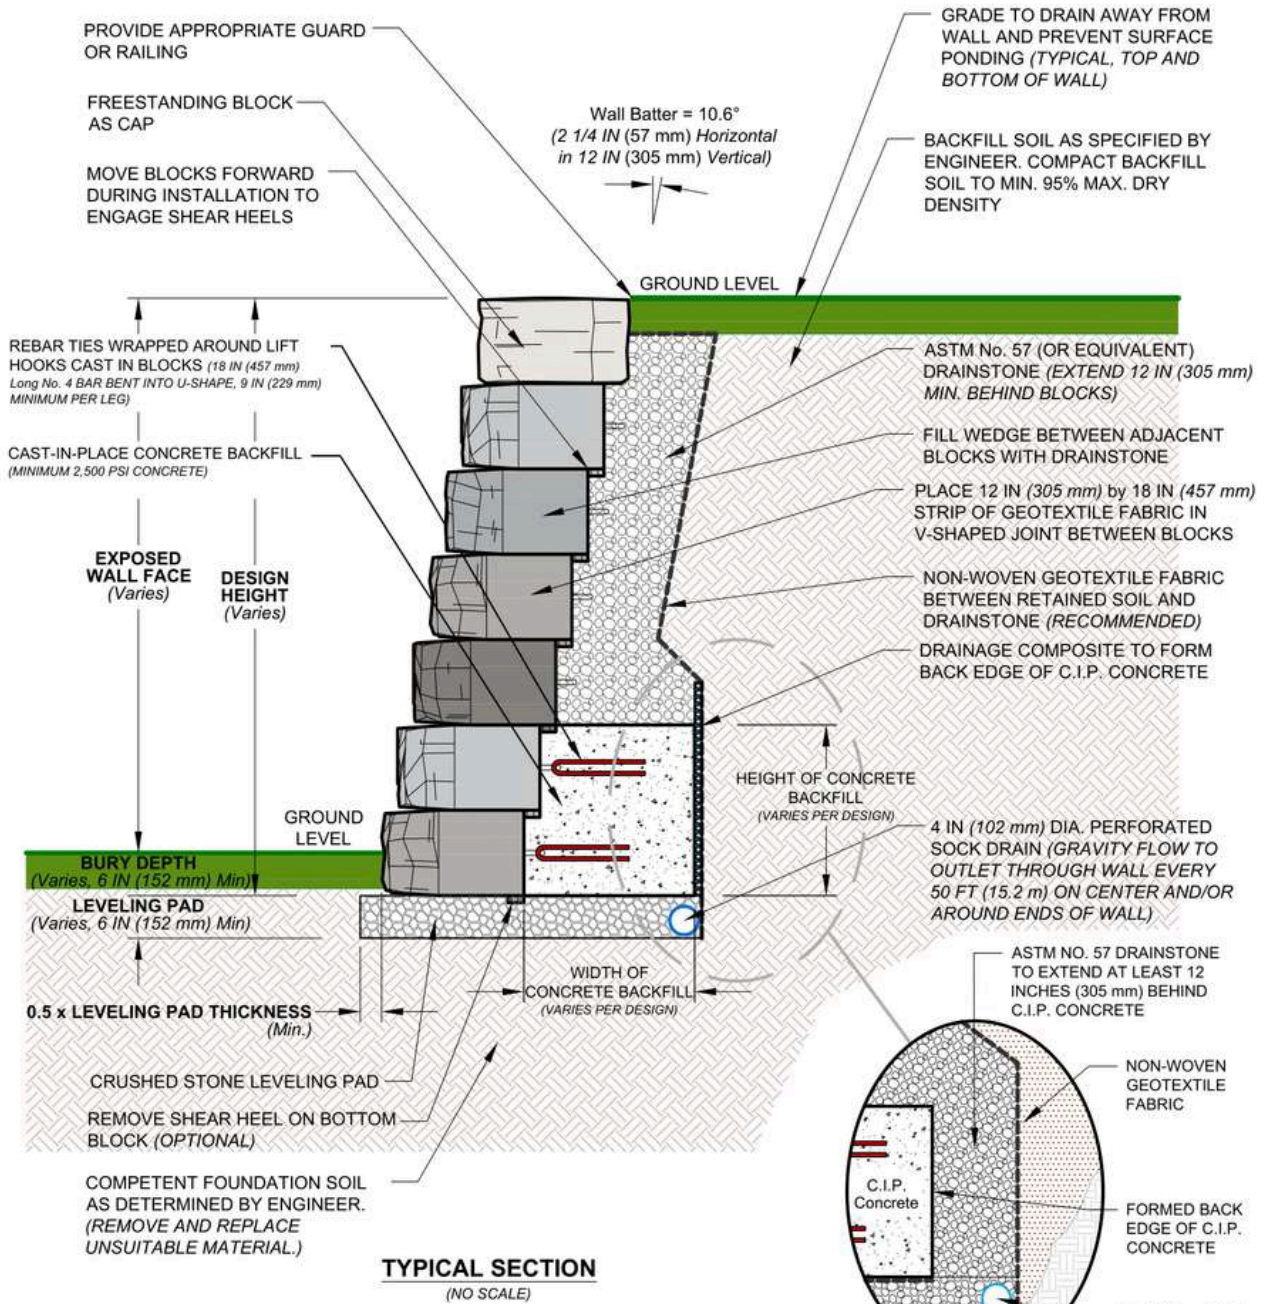 PROVIDE APPROPRIATE GUARD
OR RAILING
FREESTANDING BLOCK
AS CAP
MOVE BLOCKS FORWARD
DURING INSTALLATION TO
ENGAGE SHEAR HEELS
Wall Batter = 10.6°
(2 1/4 IN (57 mm) Horizontal
in 12 IN (305 mm) Vertical)
GRADE TO DRAIN AWAY FROM
WALL AND PREVENT SURFACE
PONDING (TYPICAL, TOP AND
BOTTOM OF WALL)
BACKFILL SOIL AS SPECIFIED BY
ENGINEER. COMPACT BACKFILL
SOIL TO MIN. 95% MAX. DRY
DENSITY
GROUND LEVEL
REBAR TIES WRAPPED AROUND LIFT
HOOKS CAST IN BLOCKS (18 IN (457 mm)
Long No. 4 BAR BENT INTO U-SHAPE, 9 IN (229 mm)
MINIMUM PER LEG)
CAST-IN-PLACE CONCRETE BACKFILL
(MINIMUM 2,500 PSI CONCRETE)
EXPOSED
WALL FACE
(Varies)
DESIGN
HEIGHT
(Varies)
ASTM No. 57 (OR EQUIVALENT)
DRAINSTONE (EXTEND 12 IN (305 mm)
MIN. BEHIND BLOCKS)
FILL WEDGE BETWEEN ADJACENT
BLOCKS WITH DRAINSTONE
PLACE 12 IN (305 mm) by 18 IN (457 mm)
STRIP OF GEOTEXTILE FABRIC IN
V-SHAPED JOINT BETWEEN BLOCKS
NON-WOVEN GEOTEXTILE FABRIC
BETWEEN RETAINED SOIL AND
DRAINSTONE (RECOMMENDED)
DRAINAGE COMPOSITE TO FORM
BACK EDGE OF C.I.P. CONCRETE
HEIGHT OF CONCRETE
BACKFILL
(VARIES PER DESIGN)
GROUND
LEVEL
BURY DEPTH
(Varies, 6 IN (152 mm) Min)
LEVELING PAD
(Varies, 6 IN (152 mm) Min)
4 IN (102 mm) DIA. PERFORATED
SOCK DRAIN (GRAVITY FLOW TO
OUTLET THROUGH WALL EVERY
50 FT (15.2 m) ON CENTER AND/OR
AROUND ENDS OF WALL)
WIDTH OF
CONCRETE BACKFILL
(VARIES PER DESIGN)
0.5 x LEVELING PAD THICKNESS
(Min.)
CRUSHED STONE LEVELING PAD
REMOVE SHEAR HEEL ON BOTTOM
BLOCK (OPTIONAL)
COMPETENT FOUNDATION SOIL
AS DETERMINED BY ENGINEER.
(REMOVE AND REPLACE
UNSUITABLE MATERIAL.)
ASTM NO. 57 DRAINSTONE
TO EXTEND AT LEAST 12
INCHES (305 mm) BEHIND
C.I.P. CONCRETE
NON-WOVEN
GEOTEXTILE
FABRIC
C.I.P.
Concrete
FORMED BACK
EDGE OF C.I.P.
CONCRETE
TYPICAL SECTION
(NO SCALE)